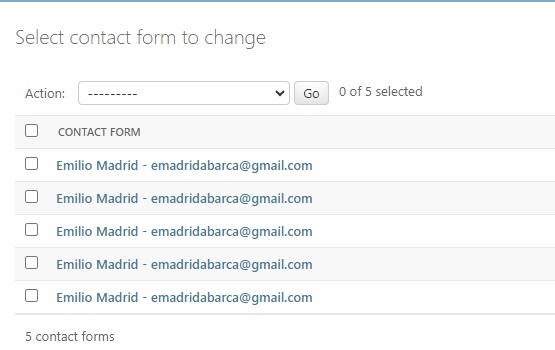 Select contact form to change
Action: --------- Go 0 of 5 selected
CONTACT FORM
Emilio Madrid - emadridabarca@gmail.com
Emilio Madrid - emadridabarca@gmail.com
Emilio Madrid - emadridabarca@gmail.com
Emilio Madrid - emadridabarca@gmail.com
Emilio Madrid - emadridabarca@gmail.com
5 contact forms